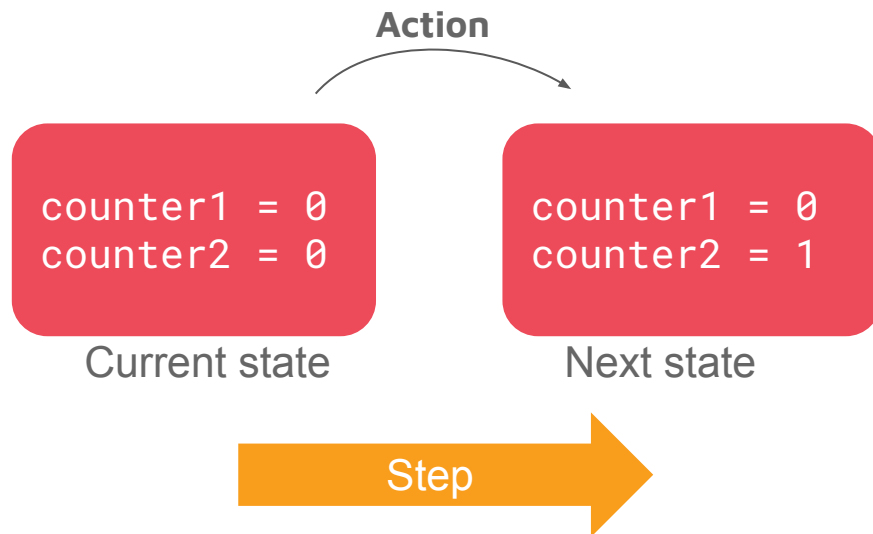 Action
counter1 = 0
counter2 = 0
counter1 = 0
counter2 = 1
Current state
Next state
Step